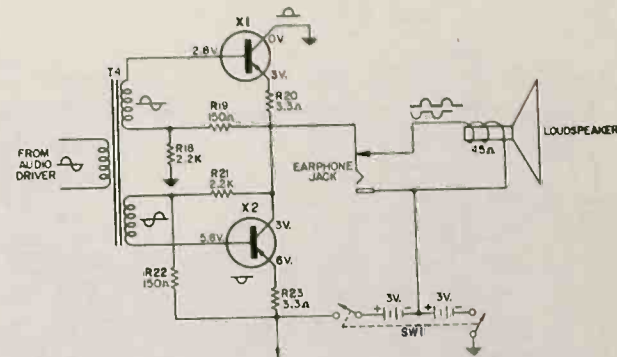 X1
0V.
2.8V.
T4
3V.
R20
3.3Ω
R19
150Ω
LOUDSPEAKER
45Ω
FROM
AUDIO
DRIVER
R18
2.2K
EARPHONE
JACK
R21
2.2K
X2
3V.
5.8V.
6V.
R22
150Ω
R23
3.3Ω
3V.
3V.
+ - + -
SW1